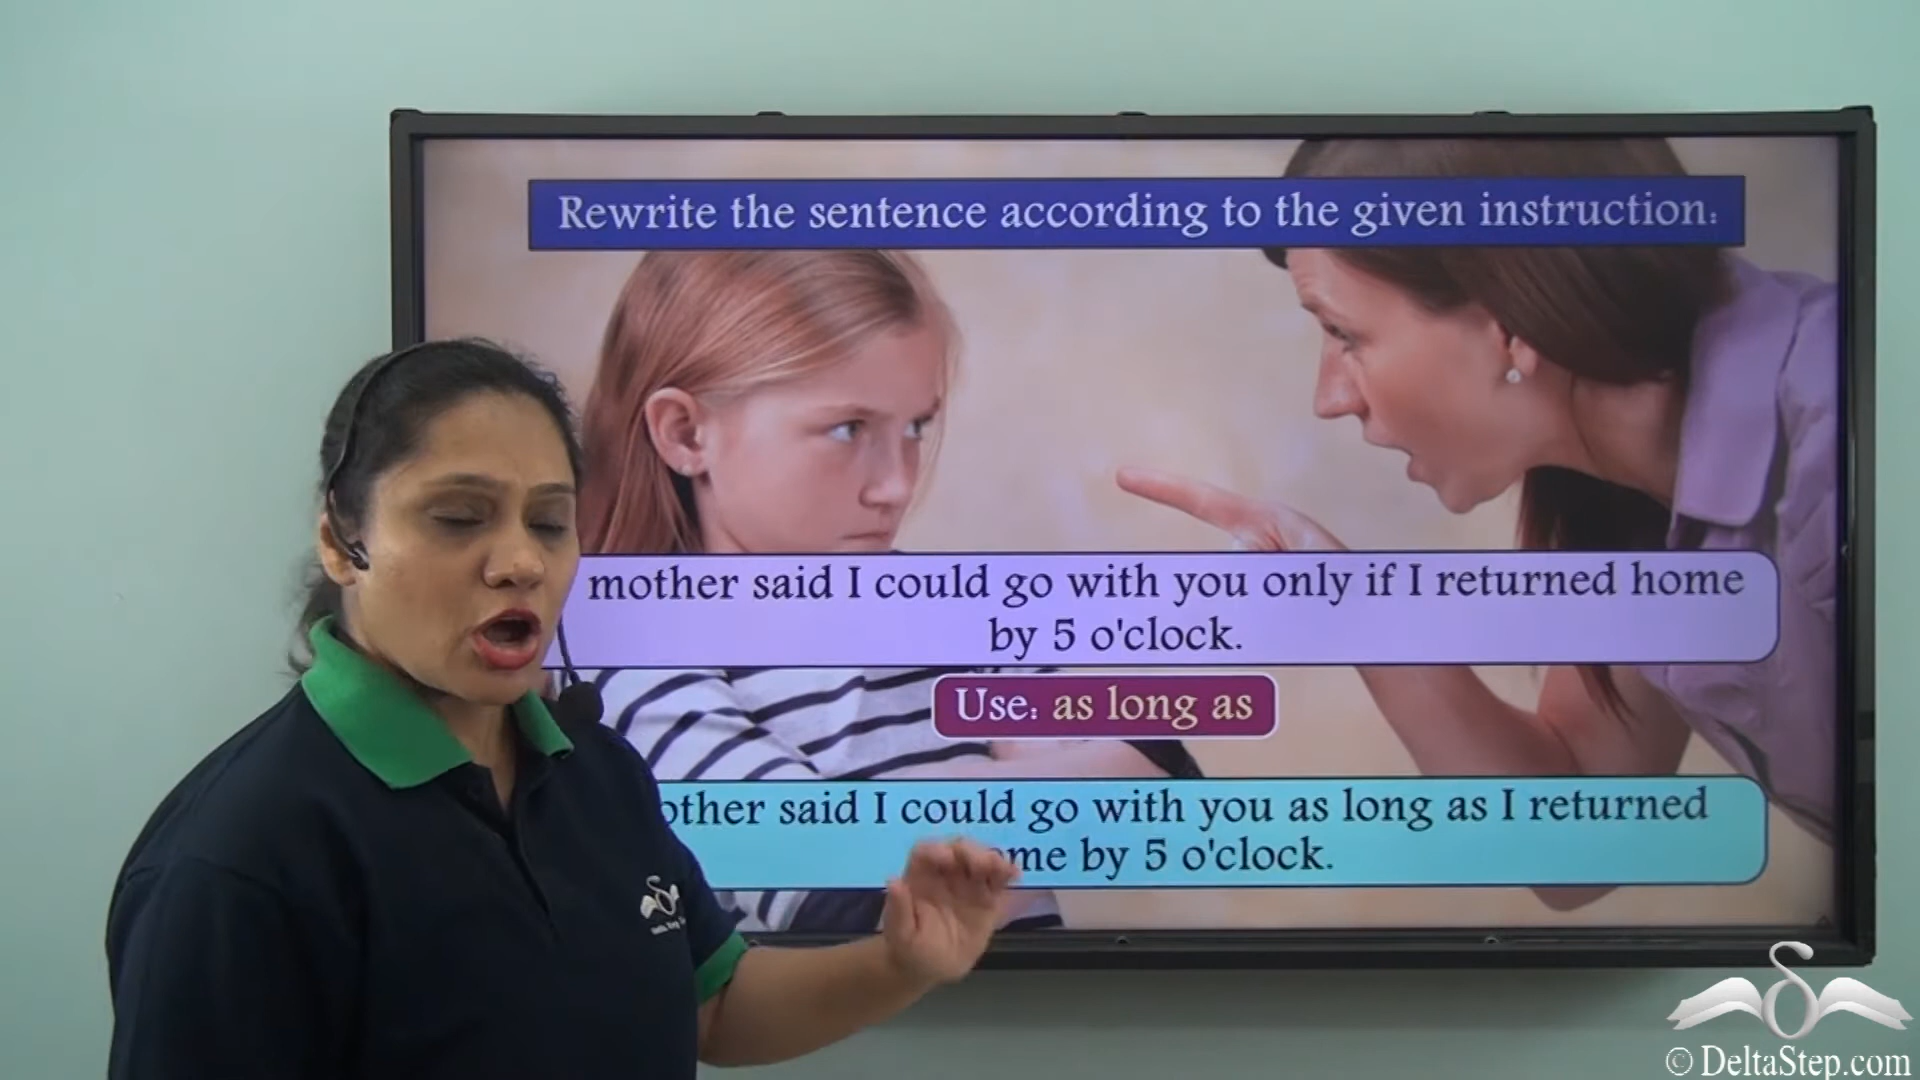 Rewrite the sentence according to the given instruction:
mother said I could go with you only if I returned home
by 5 o'clock.
Use: as long as
other said I could go with you as long as I returned
me by 5 o'clock.
© DeltaStep.com